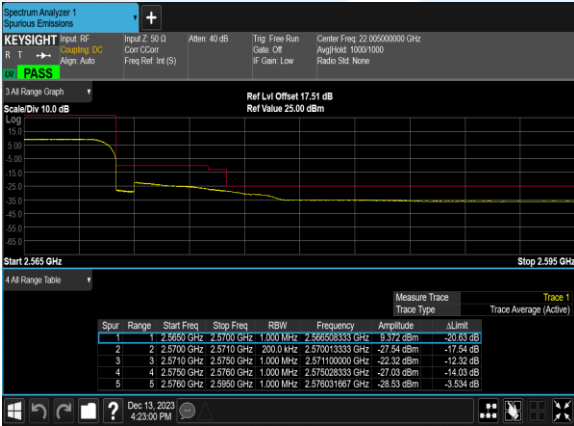 Spectrum Analyzer 1
Spurious Emissions
+
KEYSIGHT Input: RF Input Z: 50 Ω Atten: 40 dB Trig: Free Run Center Freq: 22.005000000 GHz
R T Coupling: DC Corr CCorr Gate: Off Avg|Hold: 1000/1000
Align: Auto Freq Ref: Int (S) IF Gain: Low Radio Std: None
LW PASS
3 All Range Graph
Ref Lvl Offset 17.51 dB
Scale/Div 10.0 dB Ref Value 25.00 dBm
Log
15.0
5.00
-5.00
-15.0
-25.0
-35.0
-45.0
-55.0
-65.0
Start 2.565 GHz Stop 2.595 GHz
4 All Range Table
Measure Trace Trace 1
Trace Type Trace Average (Active)
Spur Range Start Freq Stop Freq RBW Frequency Amplitude ΔLimit
1 1 2.5650 GHz 2.5700 GHz 1.000 MHz 2.566508333 GHz 9.372 dBm -20.63 dB
2 2 2.5700 GHz 2.5710 GHz 200.0 kHz 2.570013333 GHz -27.54 dBm -17.54 dB
3 3 2.5710 GHz 2.5750 GHz 1.000 MHz 2.571100000 GHz -22.32 dBm -12.32 dB
4 4 2.5750 GHz 2.5760 GHz 1.000 MHz 2.575028333 GHz -27.03 dBm -14.03 dB
5 5 2.5760 GHz 2.5950 GHz 1.000 MHz 2.576031667 GHz -28.53 dBm -3.534 dB
? Dec 13, 2023
4:23:00 PM